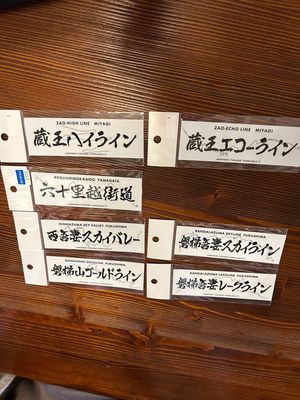 ZAO-HIGH LINE MIYAGI
蔵王ハイライン
ZAO-ECHO LINE MIYAGI
蔵王エコーライン
ROKUJURIGOE-KAIDO YAMAGATA
六十里越街道
NISHIAZUMA SKY VALLEY FUKUSHIMA
西吾妻スカイバレー
BANDAIAZUMA SKYLINE FUKUSHIMA
磐梯吾妻スカイライン
BANDAISAN GOLDLINE FUKUSHIMA
磐梯山ゴールドライン
BANDAIAZUMA LAKELINE FUKUSHIMA
磐梯吾妻レークライン